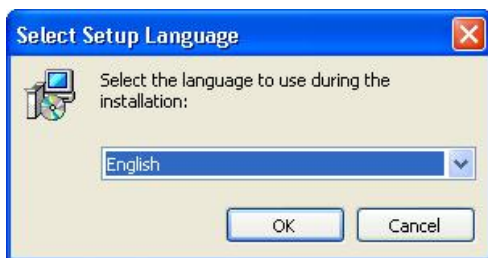 Select Setup Language
Select the language to use during the
installation:
English
OK
Cancel